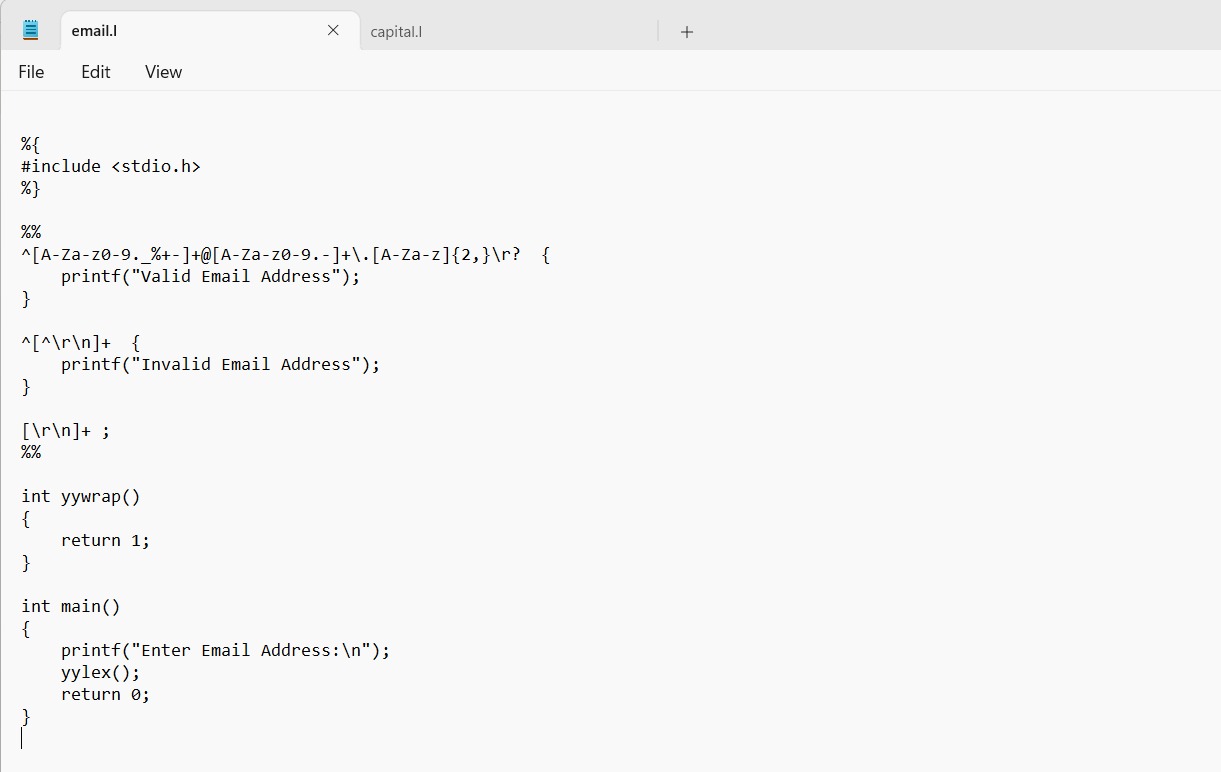 email.l
capital.l
File Edit View
%{
#include <stdio.h>
%}
%%
^[A-Za-z0-9._%+-]+@[A-Za-z0-9.-]+\.[A-Za-z]{2,}\r?  {
    printf("Valid Email Address");
}
^[^\r\n]+  {
    printf("Invalid Email Address");
}
[\r\n]+ ;
%%
int yywrap()
{
    return 1;
}
int main()
{
    printf("Enter Email Address:\n");
    yylex();
    return 0;
}